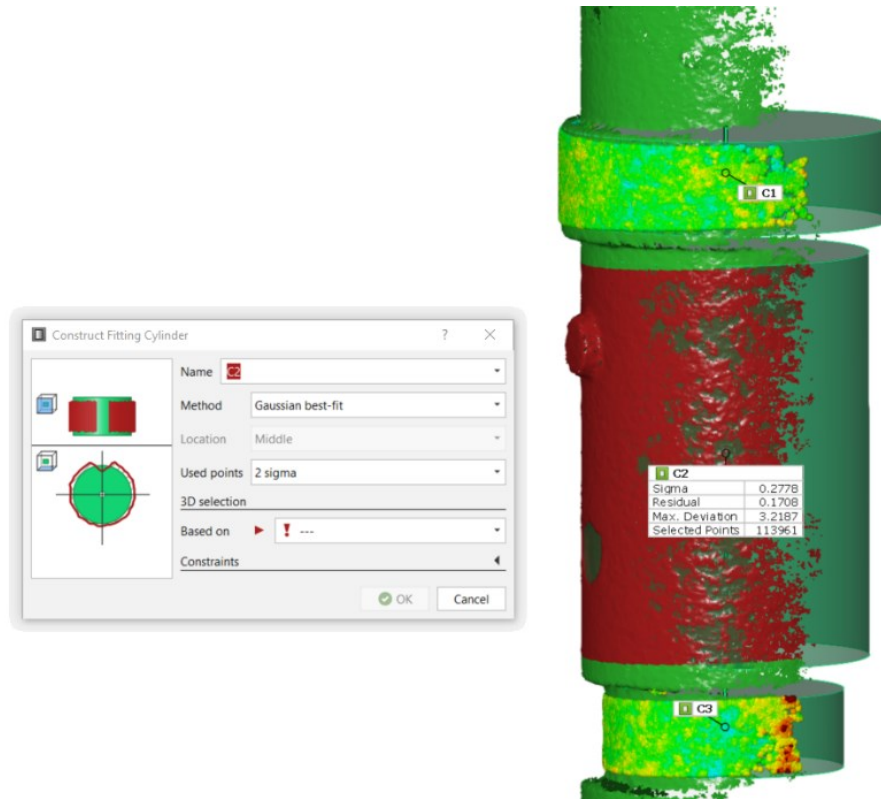 Construct Fitting Cylinder ?
Name C2
Method Gaussian best-fit
Location Middle
Used points 2 sigma
3D selection
Based on ! ---
Constraints
OK Cancel
C1
C2
Sigma 0.2778
Residual 0.1708
Max. Deviation 3.2187
Selected Points 113961
C3